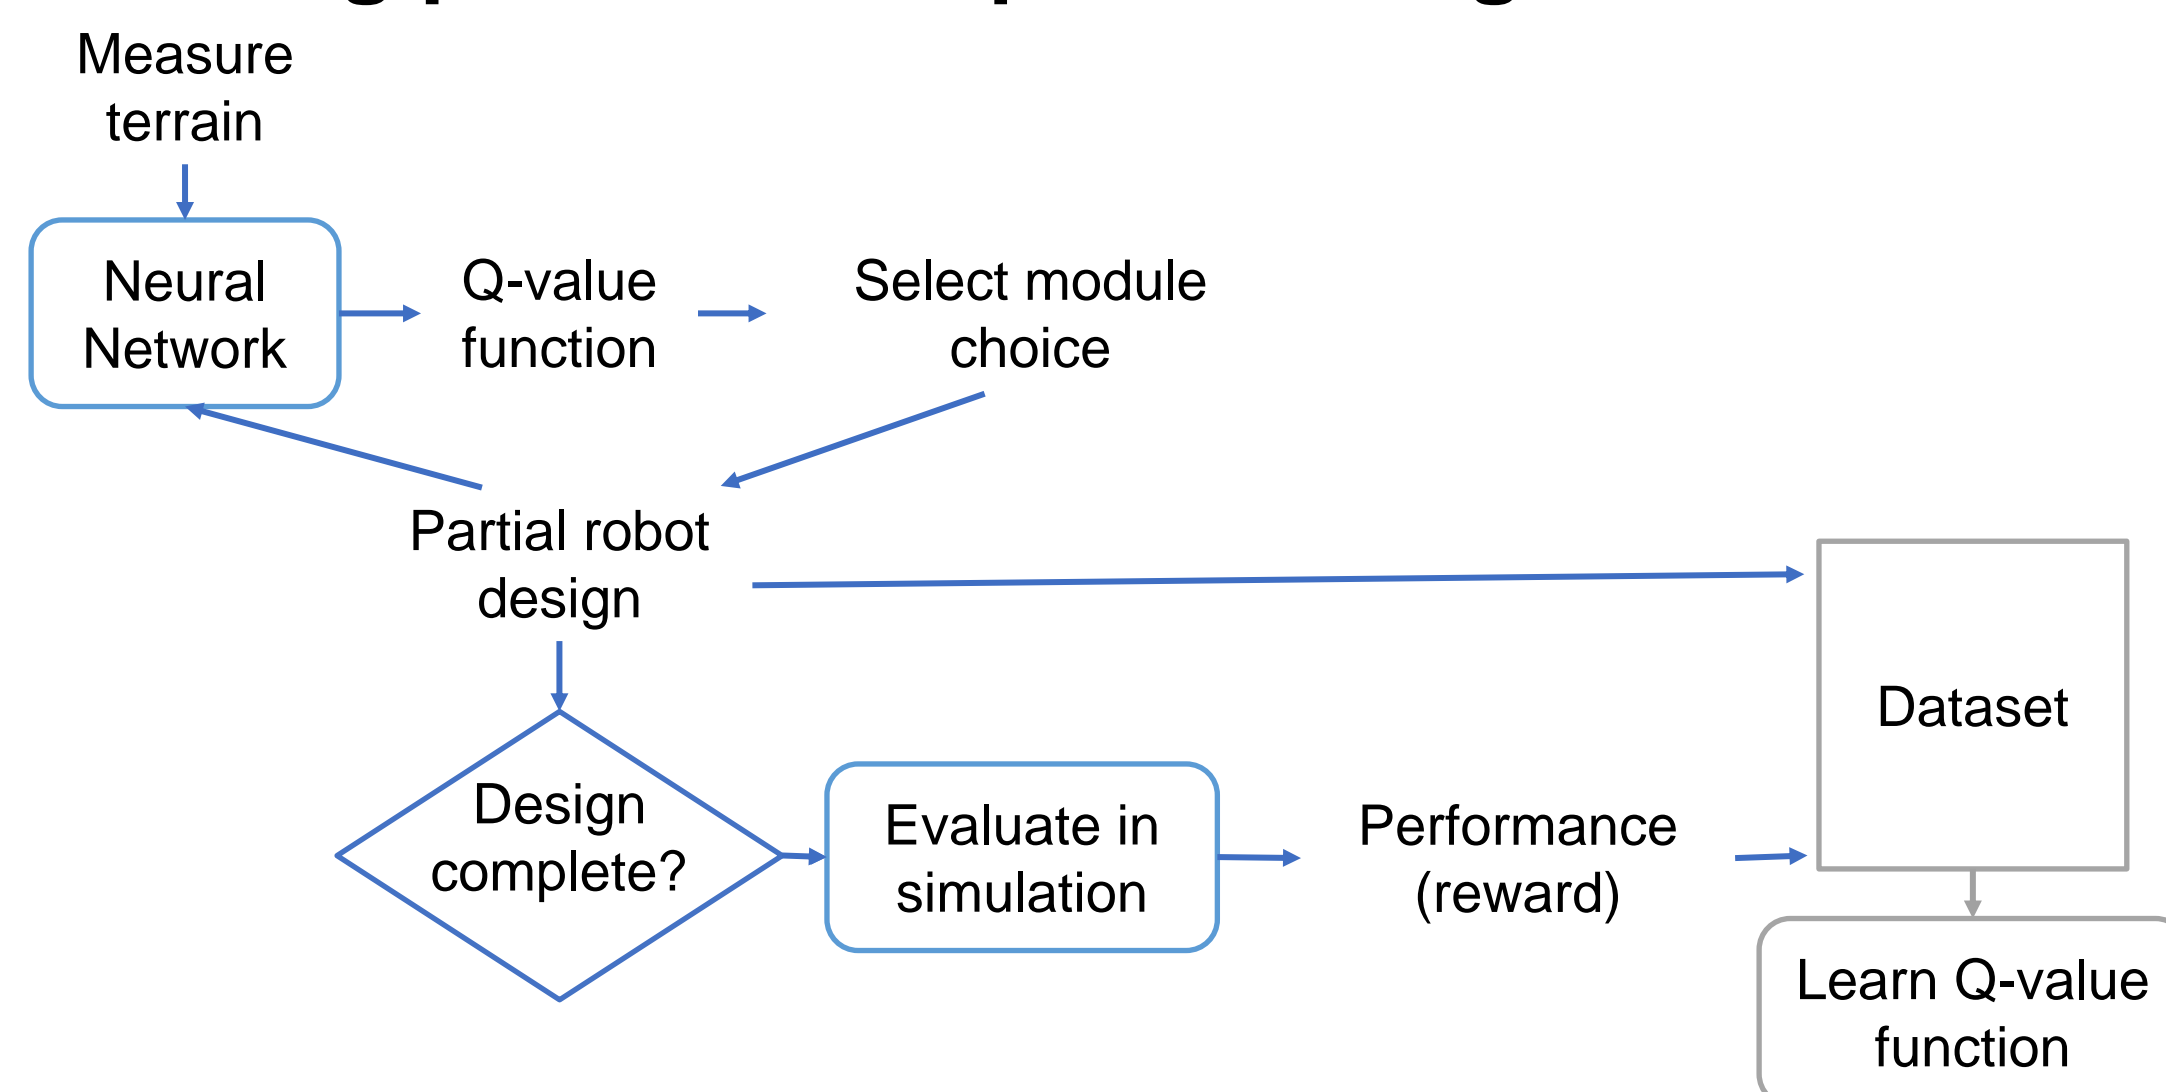 Measure
terrain
Neural
Network
Q-value
function
Select module
choice
Partial robot
design
Dataset
Design
complete?
Evaluate in
simulation
Performance
(reward)
Learn Q-value
function